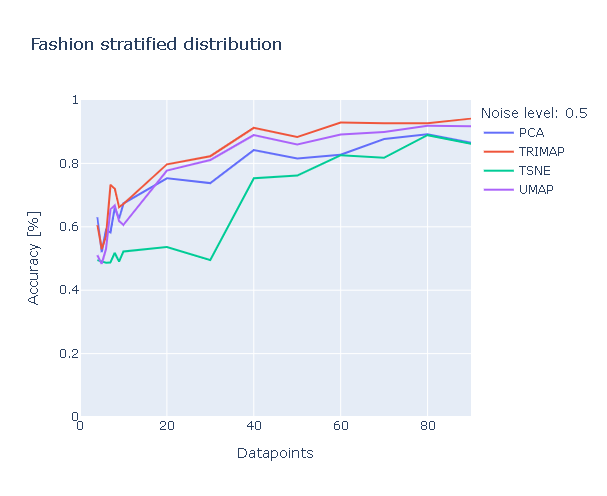 Fashion stratified distribution
Noise level: 0.5
PCA
TRIMAP
TSNE
UMAP
Accuracy [%]
1
0.8
0.6
0.4
0.2
0
0
20
40
60
80
Datapoints